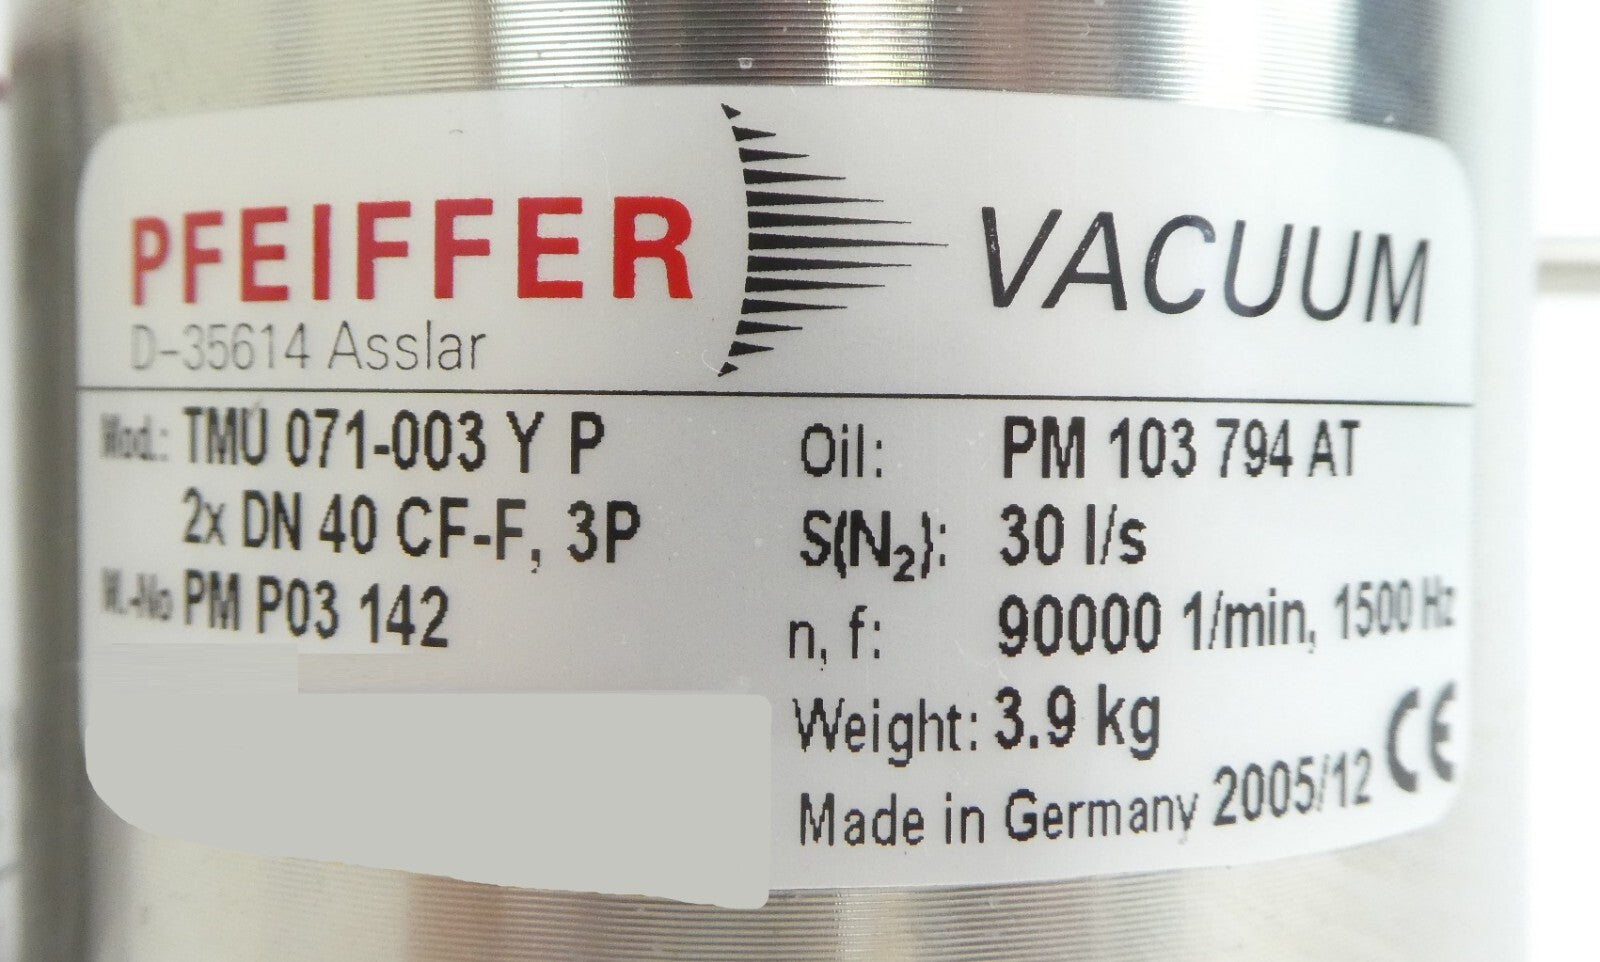 PFEIFFER VACUUM
D-35614 Asslar
Mod.: TMU 071-003 Y P
2x DN 40 CF-F, 3P
M.-No PM P03 142
Oil: PM 103 794 AT
S(N₂): 30 l/s
n, f: 90000 1/min, 1500 Hz
Weight: 3.9 kg
Made in Germany 2005/12 CE